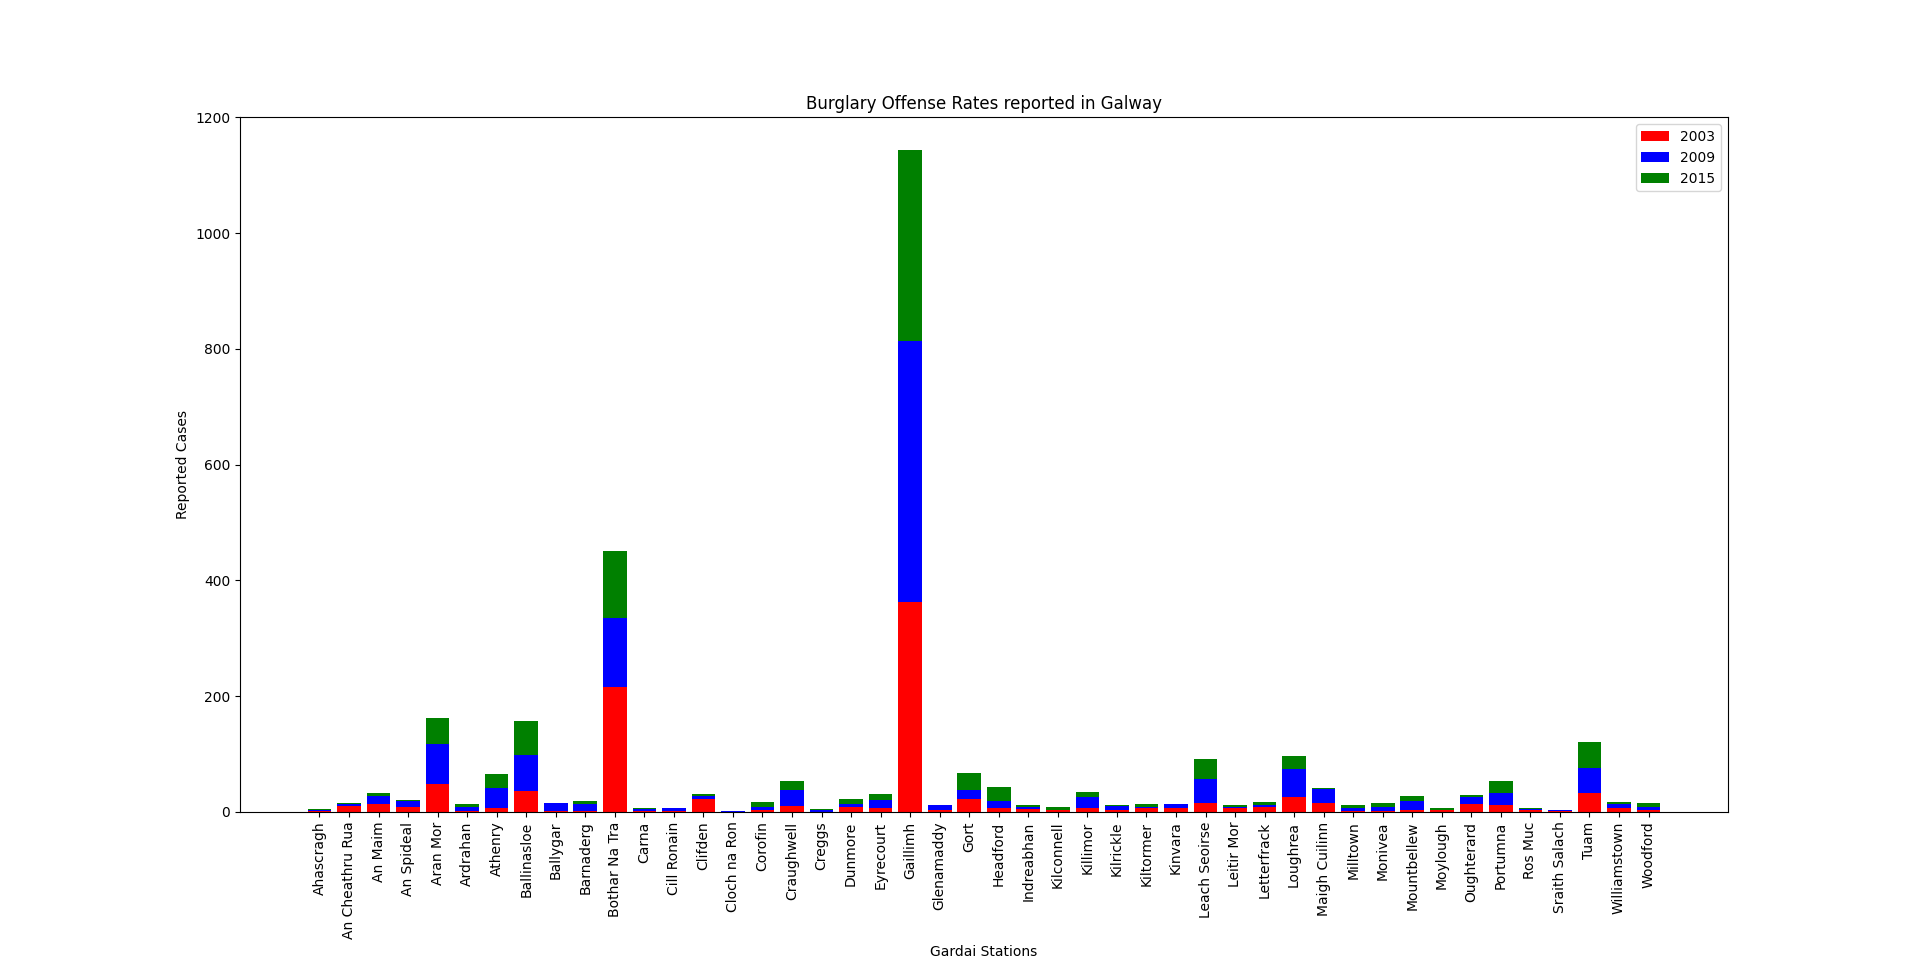 Burglary Offense Rates reported in Galway
1200
1000
800
600
400
200
0
Reported Cases
2003
2009
2015
Ahascragh
An Cheathru Rua
An Maim
An Spideal
Aran Mor
Ardrahan
Athenry
Ballinasloe
Ballygar
Barnaderg
Bothar Na Tra
Carna
Cill Ronain
Clifden
Cloch na Ron
Corofin
Craughwell
Creggs
Dunmore
Eyrecourt
Gaillimh
Glenamaddy
Gort
Headford
Indreabhan
Kilconnell
Killimor
Kilrickle
Kiltormer
Kinvara
Leach Seoirse
Leitir Mor
Letterfrack
Loughrea
Maigh Cuilinn
Milltown
Monivea
Mountbellew
Moylough
Oughterard
Portumna
Ros Muc
Sraith Salach
Tuam
Williamstown
Woodford
Gardai Stations